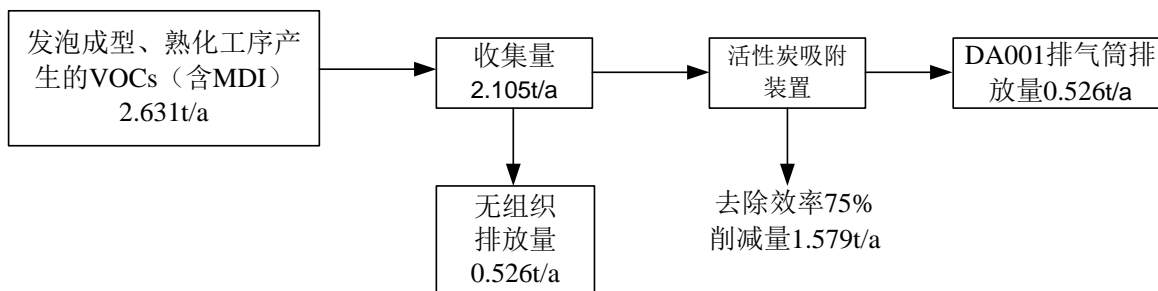 发泡成型、熟化工序产
生的VOCs（含MDI）
2.631t/a
收集量
2.105t/a
活性炭吸附
装置
DA001排气筒排
放量0.526t/a
无组织
排放量
0.526t/a
去除效率75%
削减量1.579t/a